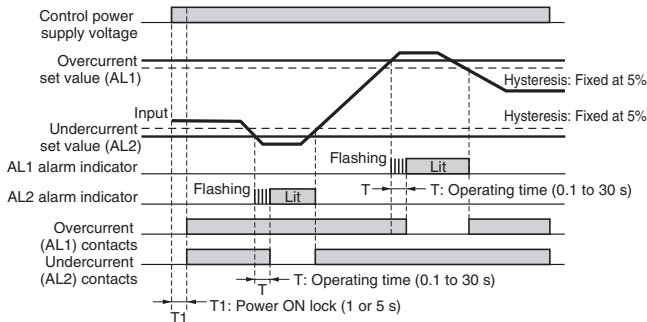 Control power
supply voltage
Overcurrent
set value (AL1)
Hysteresis: Fixed at 5%
Input
Hysteresis: Fixed at 5%
Undercurrent
set value (AL2)
Flashing
Lit
AL1 alarm indicator
T
T: Operating time (0.1 to 30 s)
Flashing
Lit
AL2 alarm indicator
Overcurrent
(AL1) contacts
Undercurrent
(AL2) contacts
T: Operating time (0.1 to 30 s)
T
T1: Power ON lock (1 or 5 s)
T1